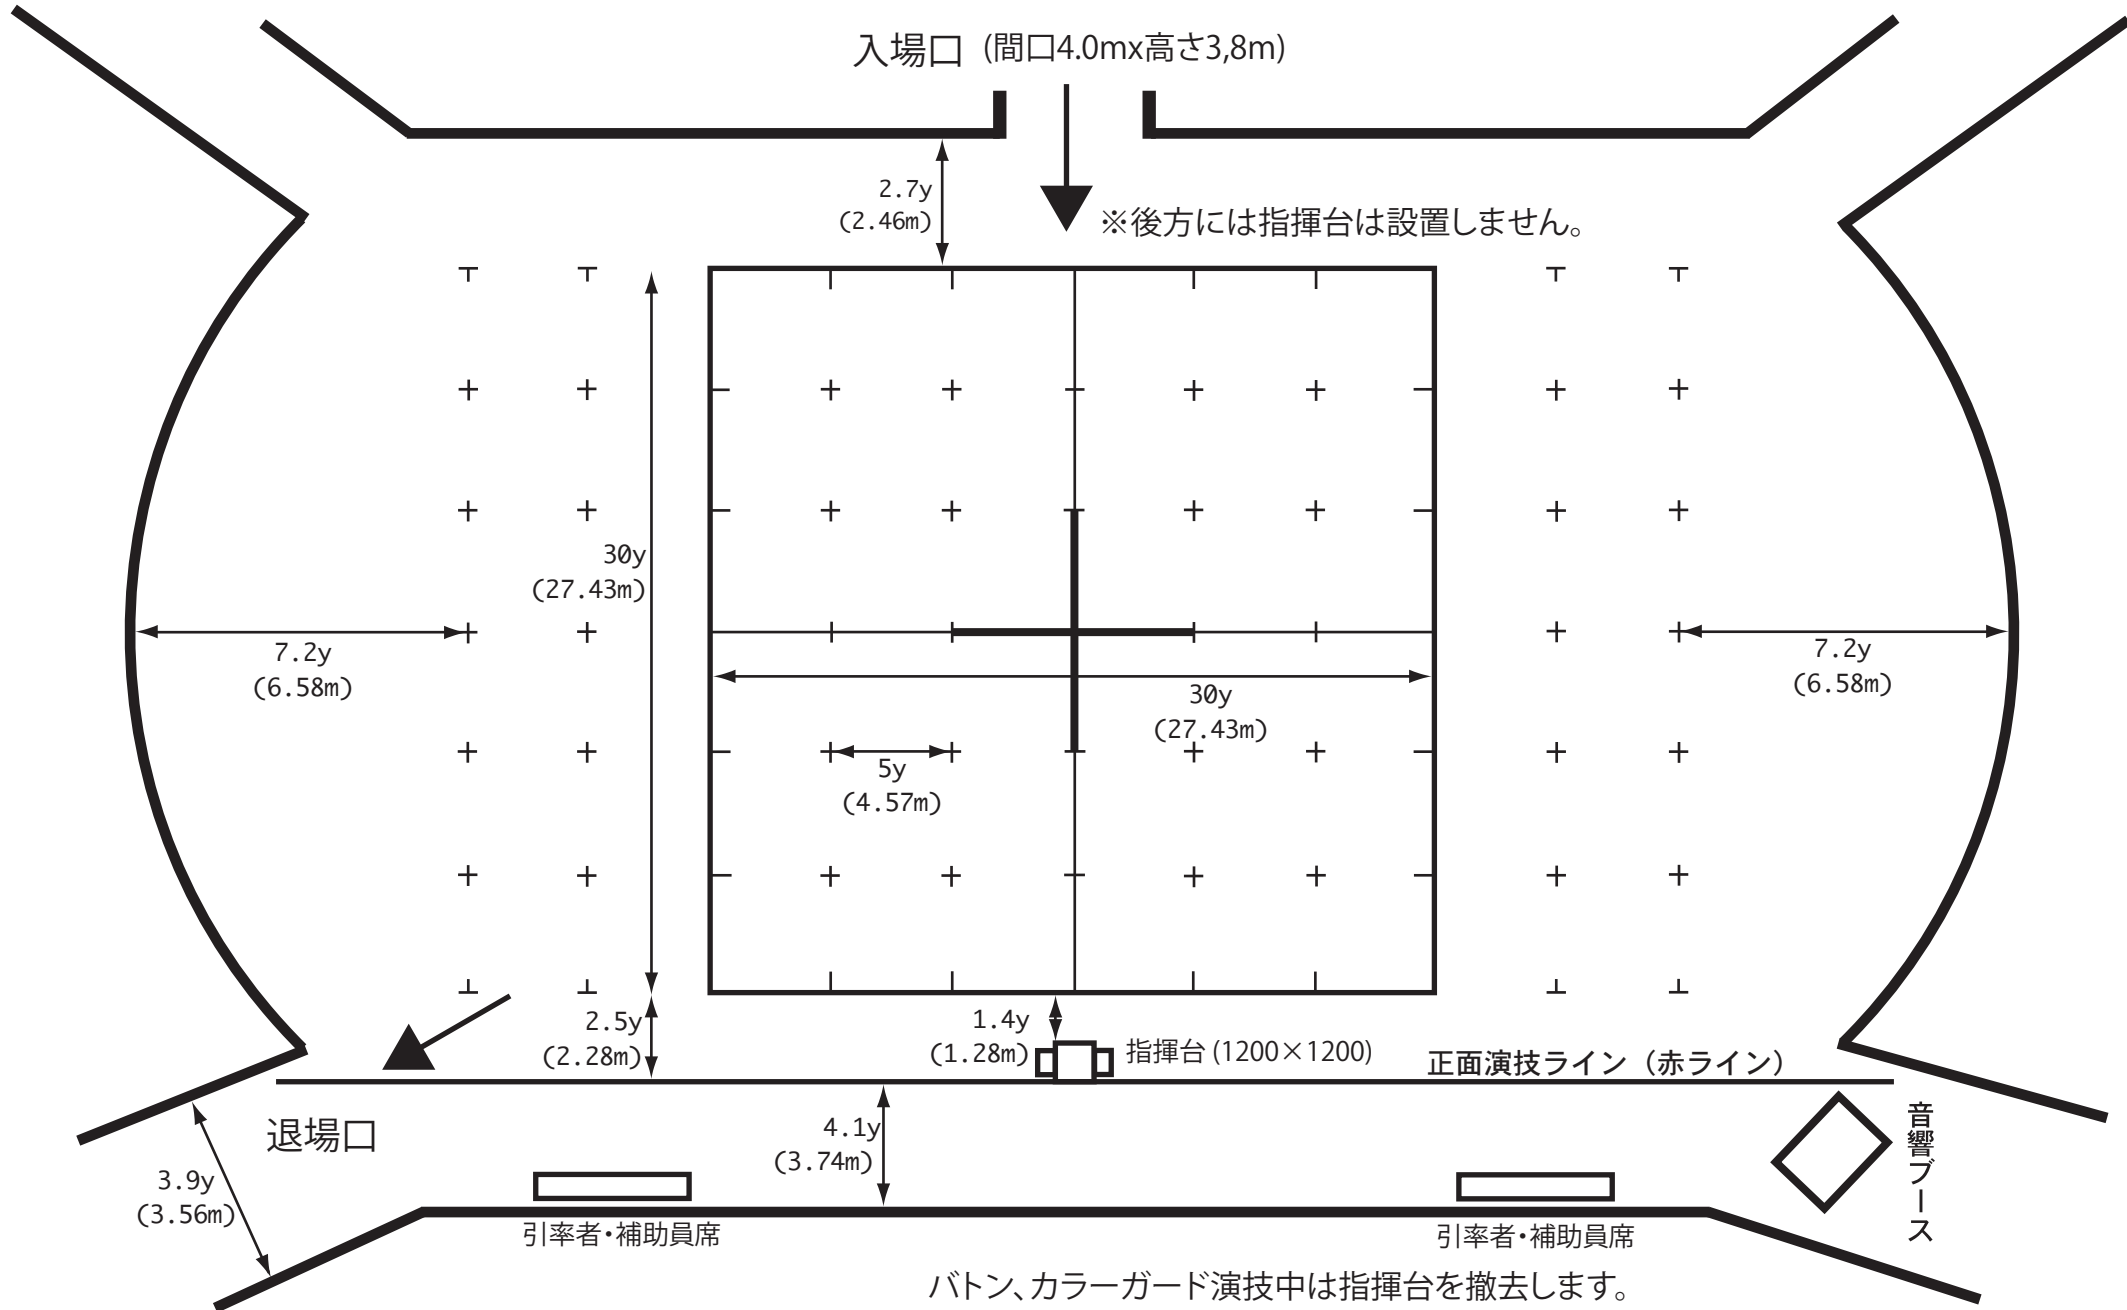 入場口 (間口4.0mx高さ3,8m)
2.7y
(2.46m)
※後方には指揮台は設置しません。
30y
(27.43m)
7.2y
(6.58m)
7.2y
(6.58m)
30y
(27.43m)
5y
(4.57m)
2.5y
(2.28m)
1.4y
(1.28m)
指揮台 (1200×1200)
正面演技ライン（赤ライン）
退場口
4.1y
(3.74m)
音響ブース
3.9y
(3.56m)
引率者・補助員席
引率者・補助員席
バトン、カラーガード演技中は指揮台を撤去します。